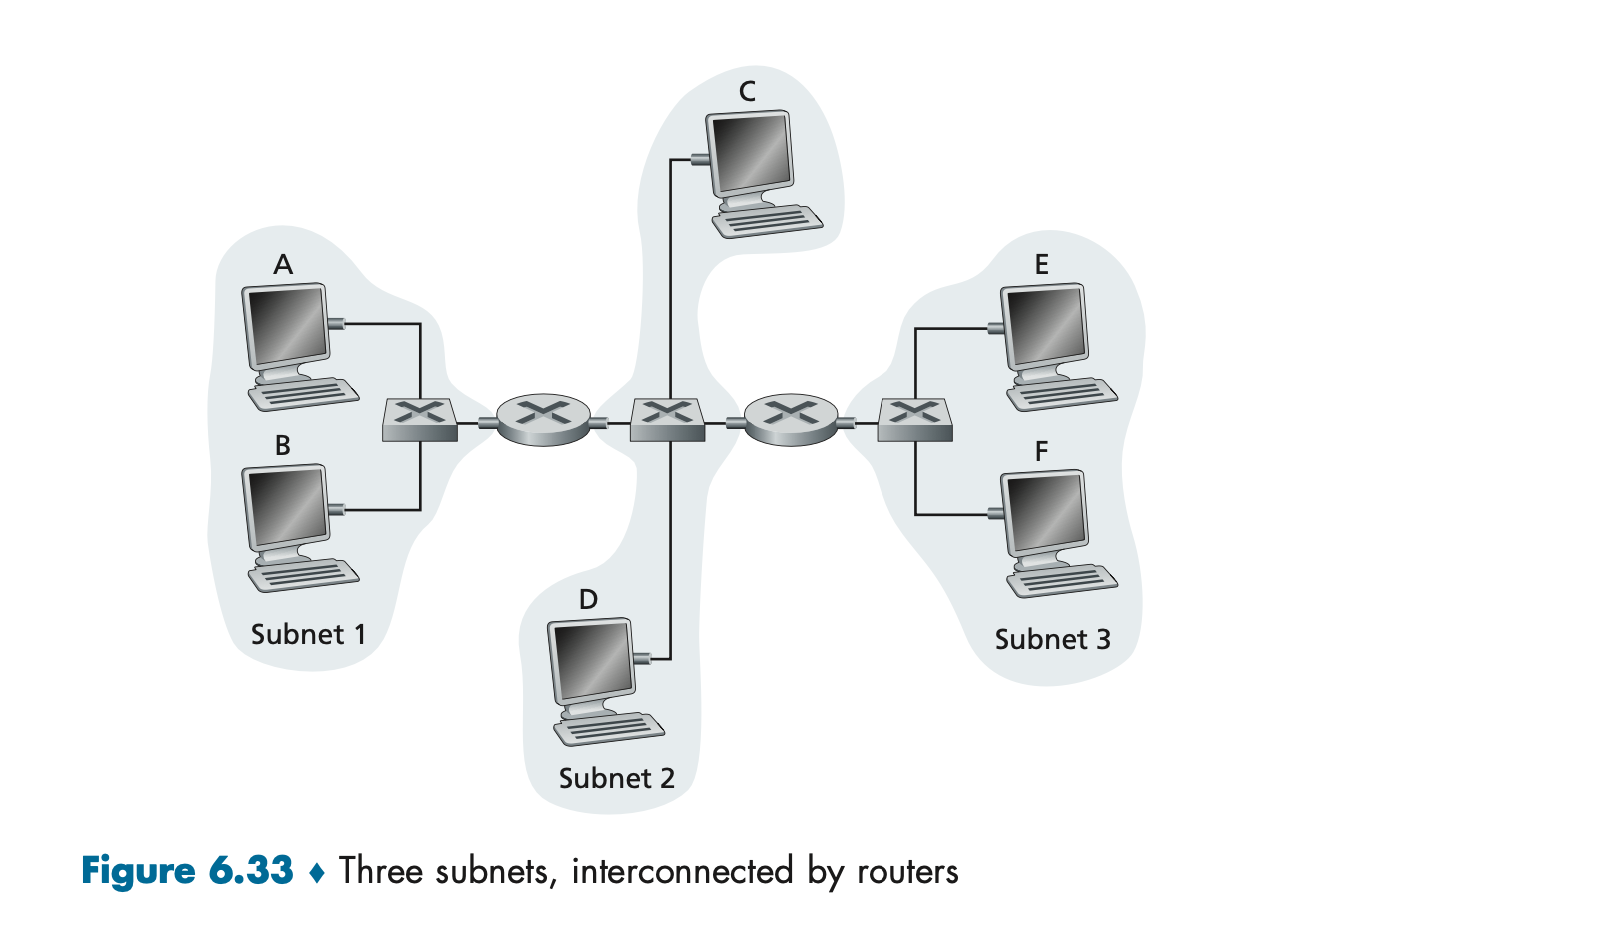 C
A
E
B
F
D
Subnet 1
Subnet 3
Subnet 2
Figure 6.33 ♦ Three subnets, interconnected by routers